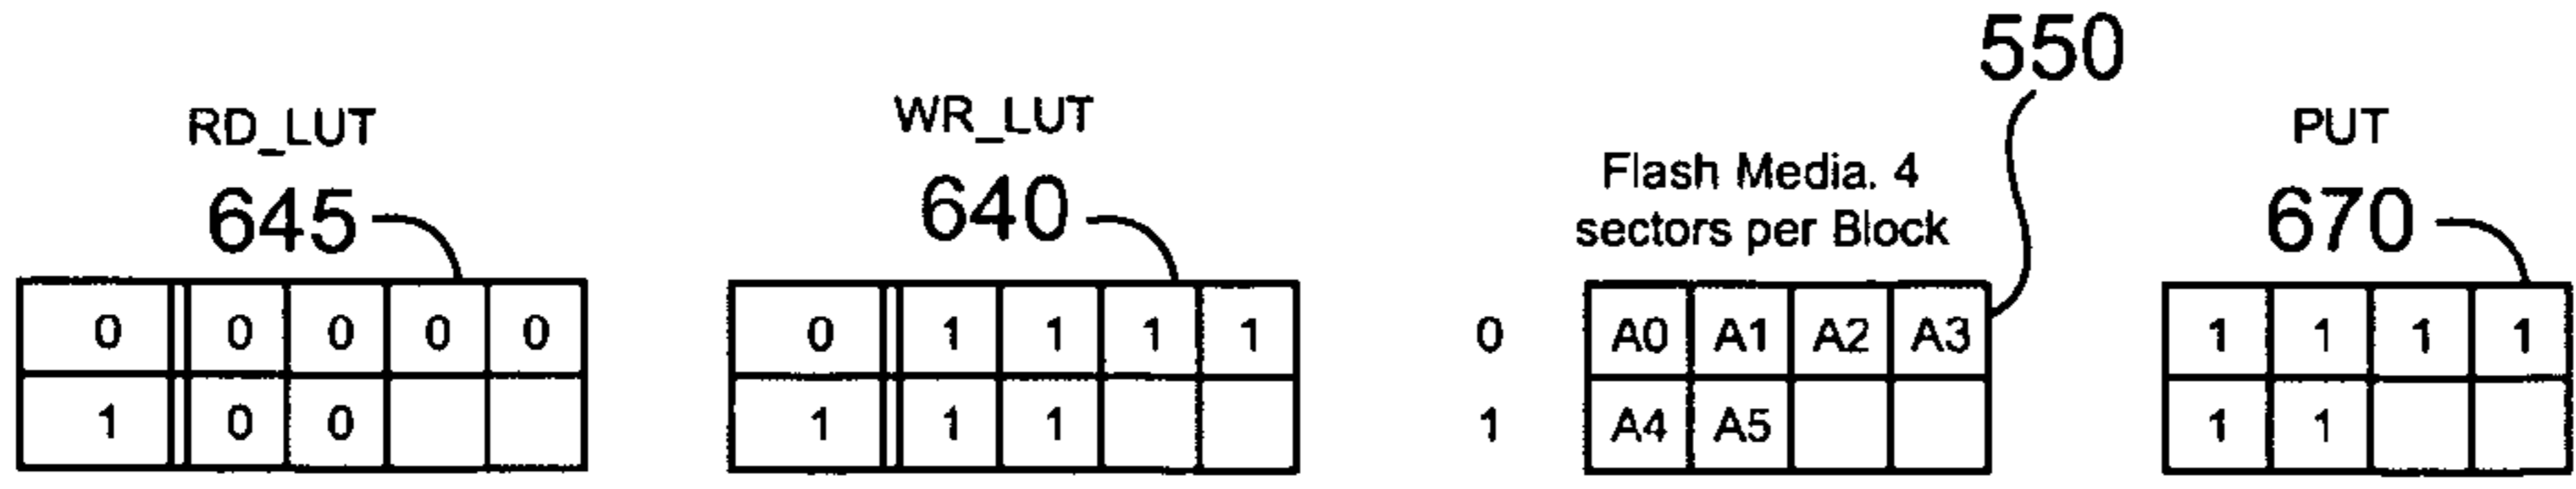 RD_LUT
645
0 0 0 0 0
1 0 0
WR_LUT
640
0 1 1 1 1
1 1 1
550
Flash Media. 4
sectors per Block
0 A0 A1 A2 A3
1 A4 A5
PUT
670
1 1 1 1
1 1